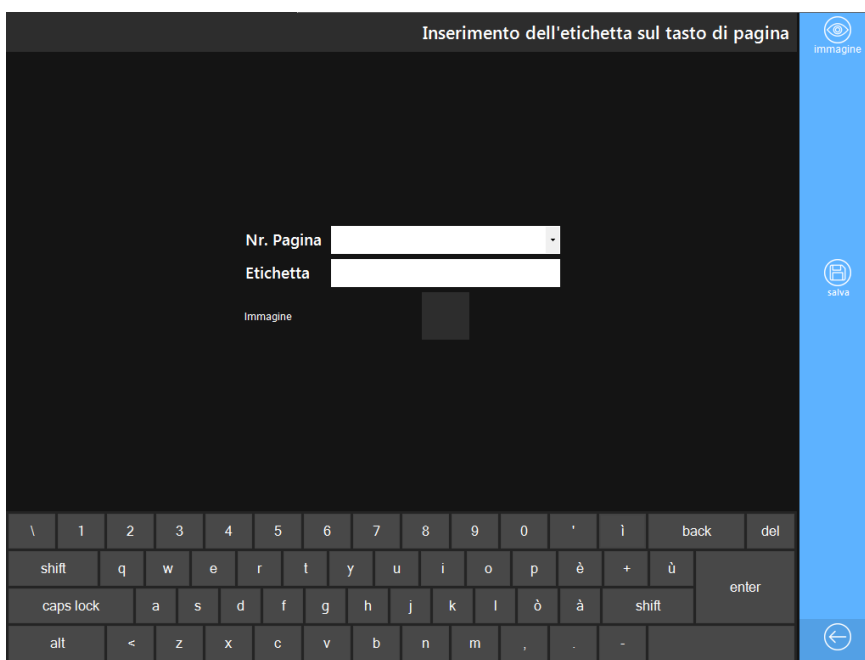 Inserimento dell'etichetta sul tasto di pagina
immagine
Nr. Pagina
Etichetta
salva
Immagine
\ 1 2 3 4 5 6 7 8 9 0 ' ì back del
shift q w e r t y u i o p è + ù
enter
caps lock a s d f g h j k l ò à shift
alt < z x c v b n m , . -